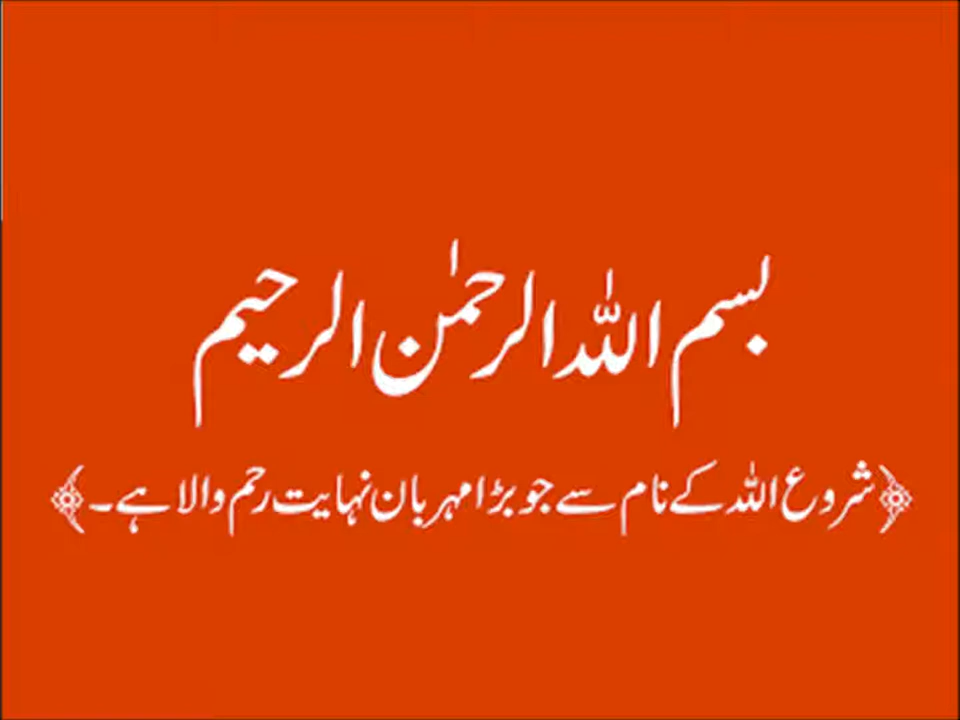 بسم اللہ الرحمٰن الرحیم
﴿شروع اللہ کے نام سے جو بڑا مہربان نہایت رحم والا ہے۔﴾